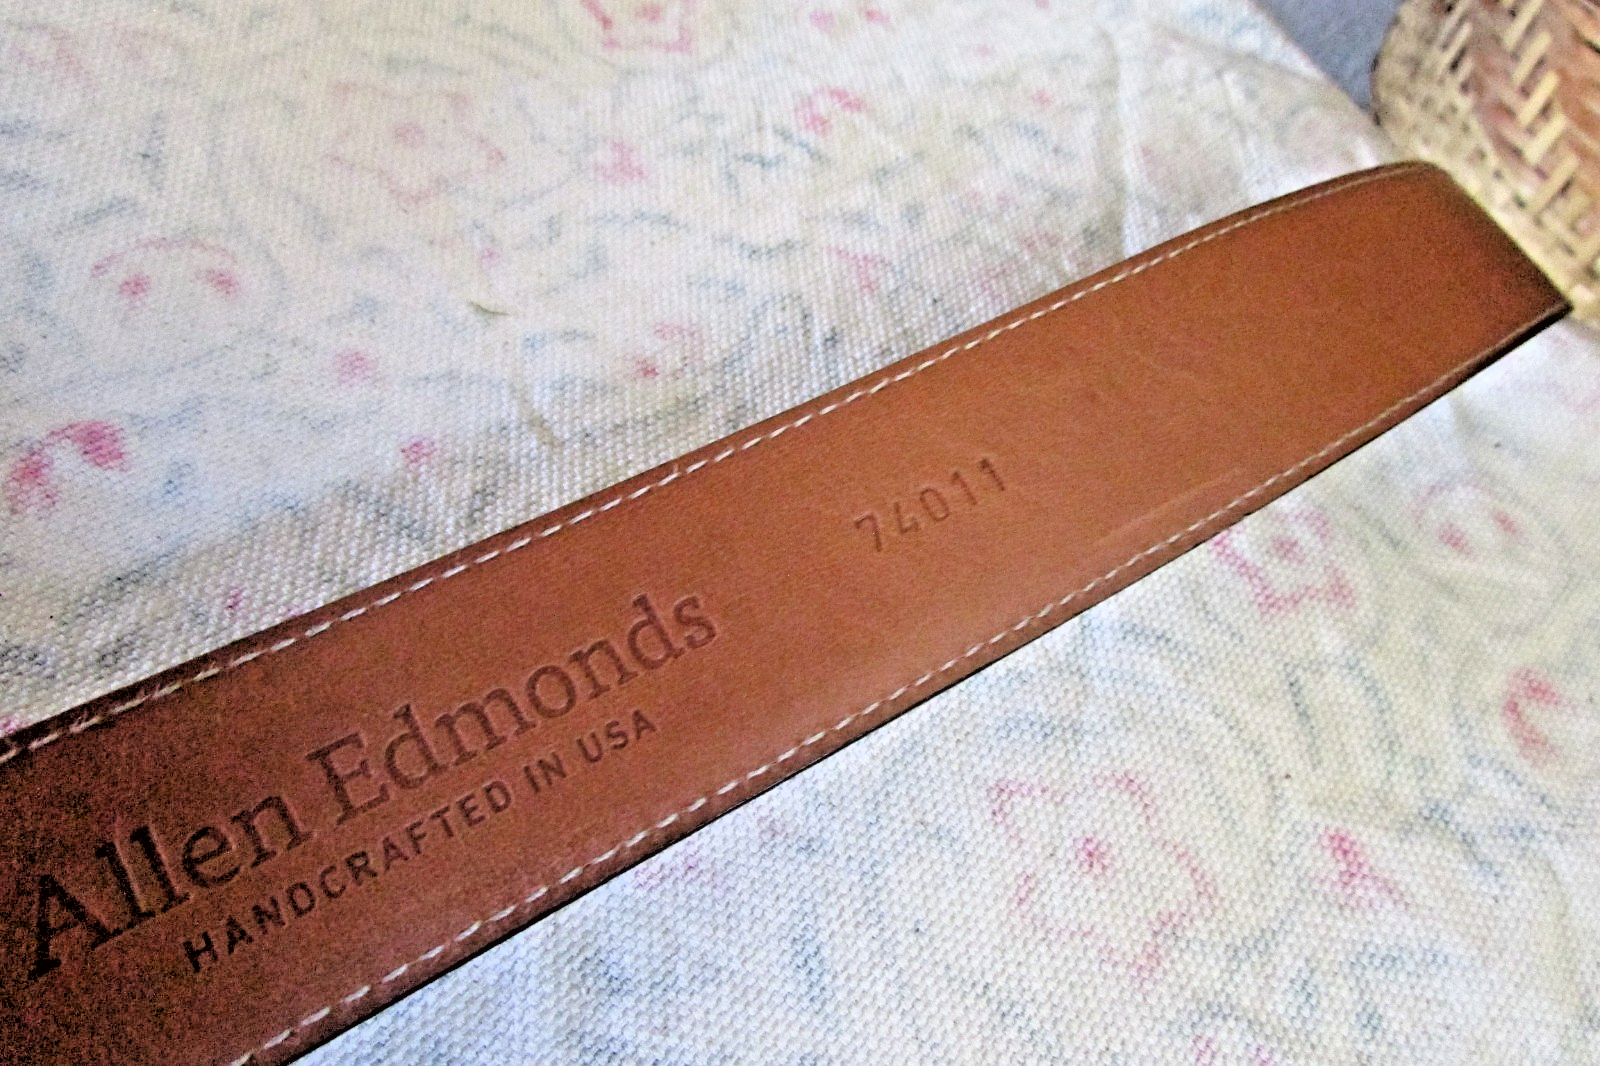 Allen Edmonds
HANDCRAFTED IN USA
74011